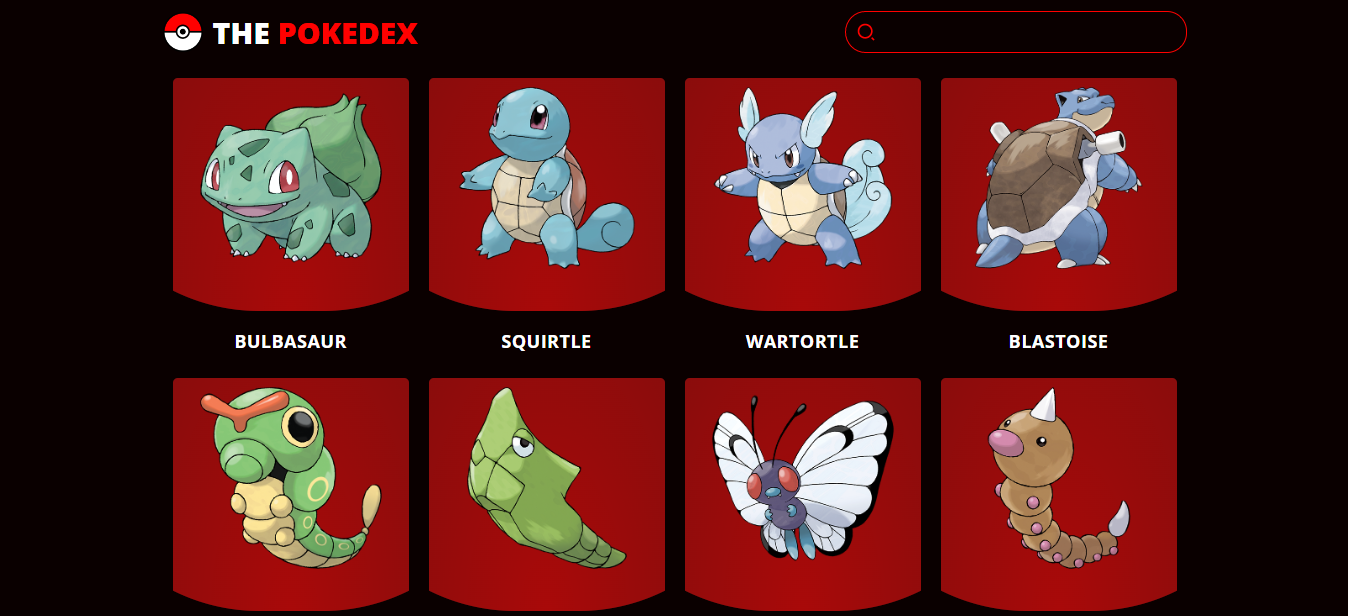 THE POKEDEX
BULBASAUR
SQUIRTLE
WARTORTLE
BLASTOISE